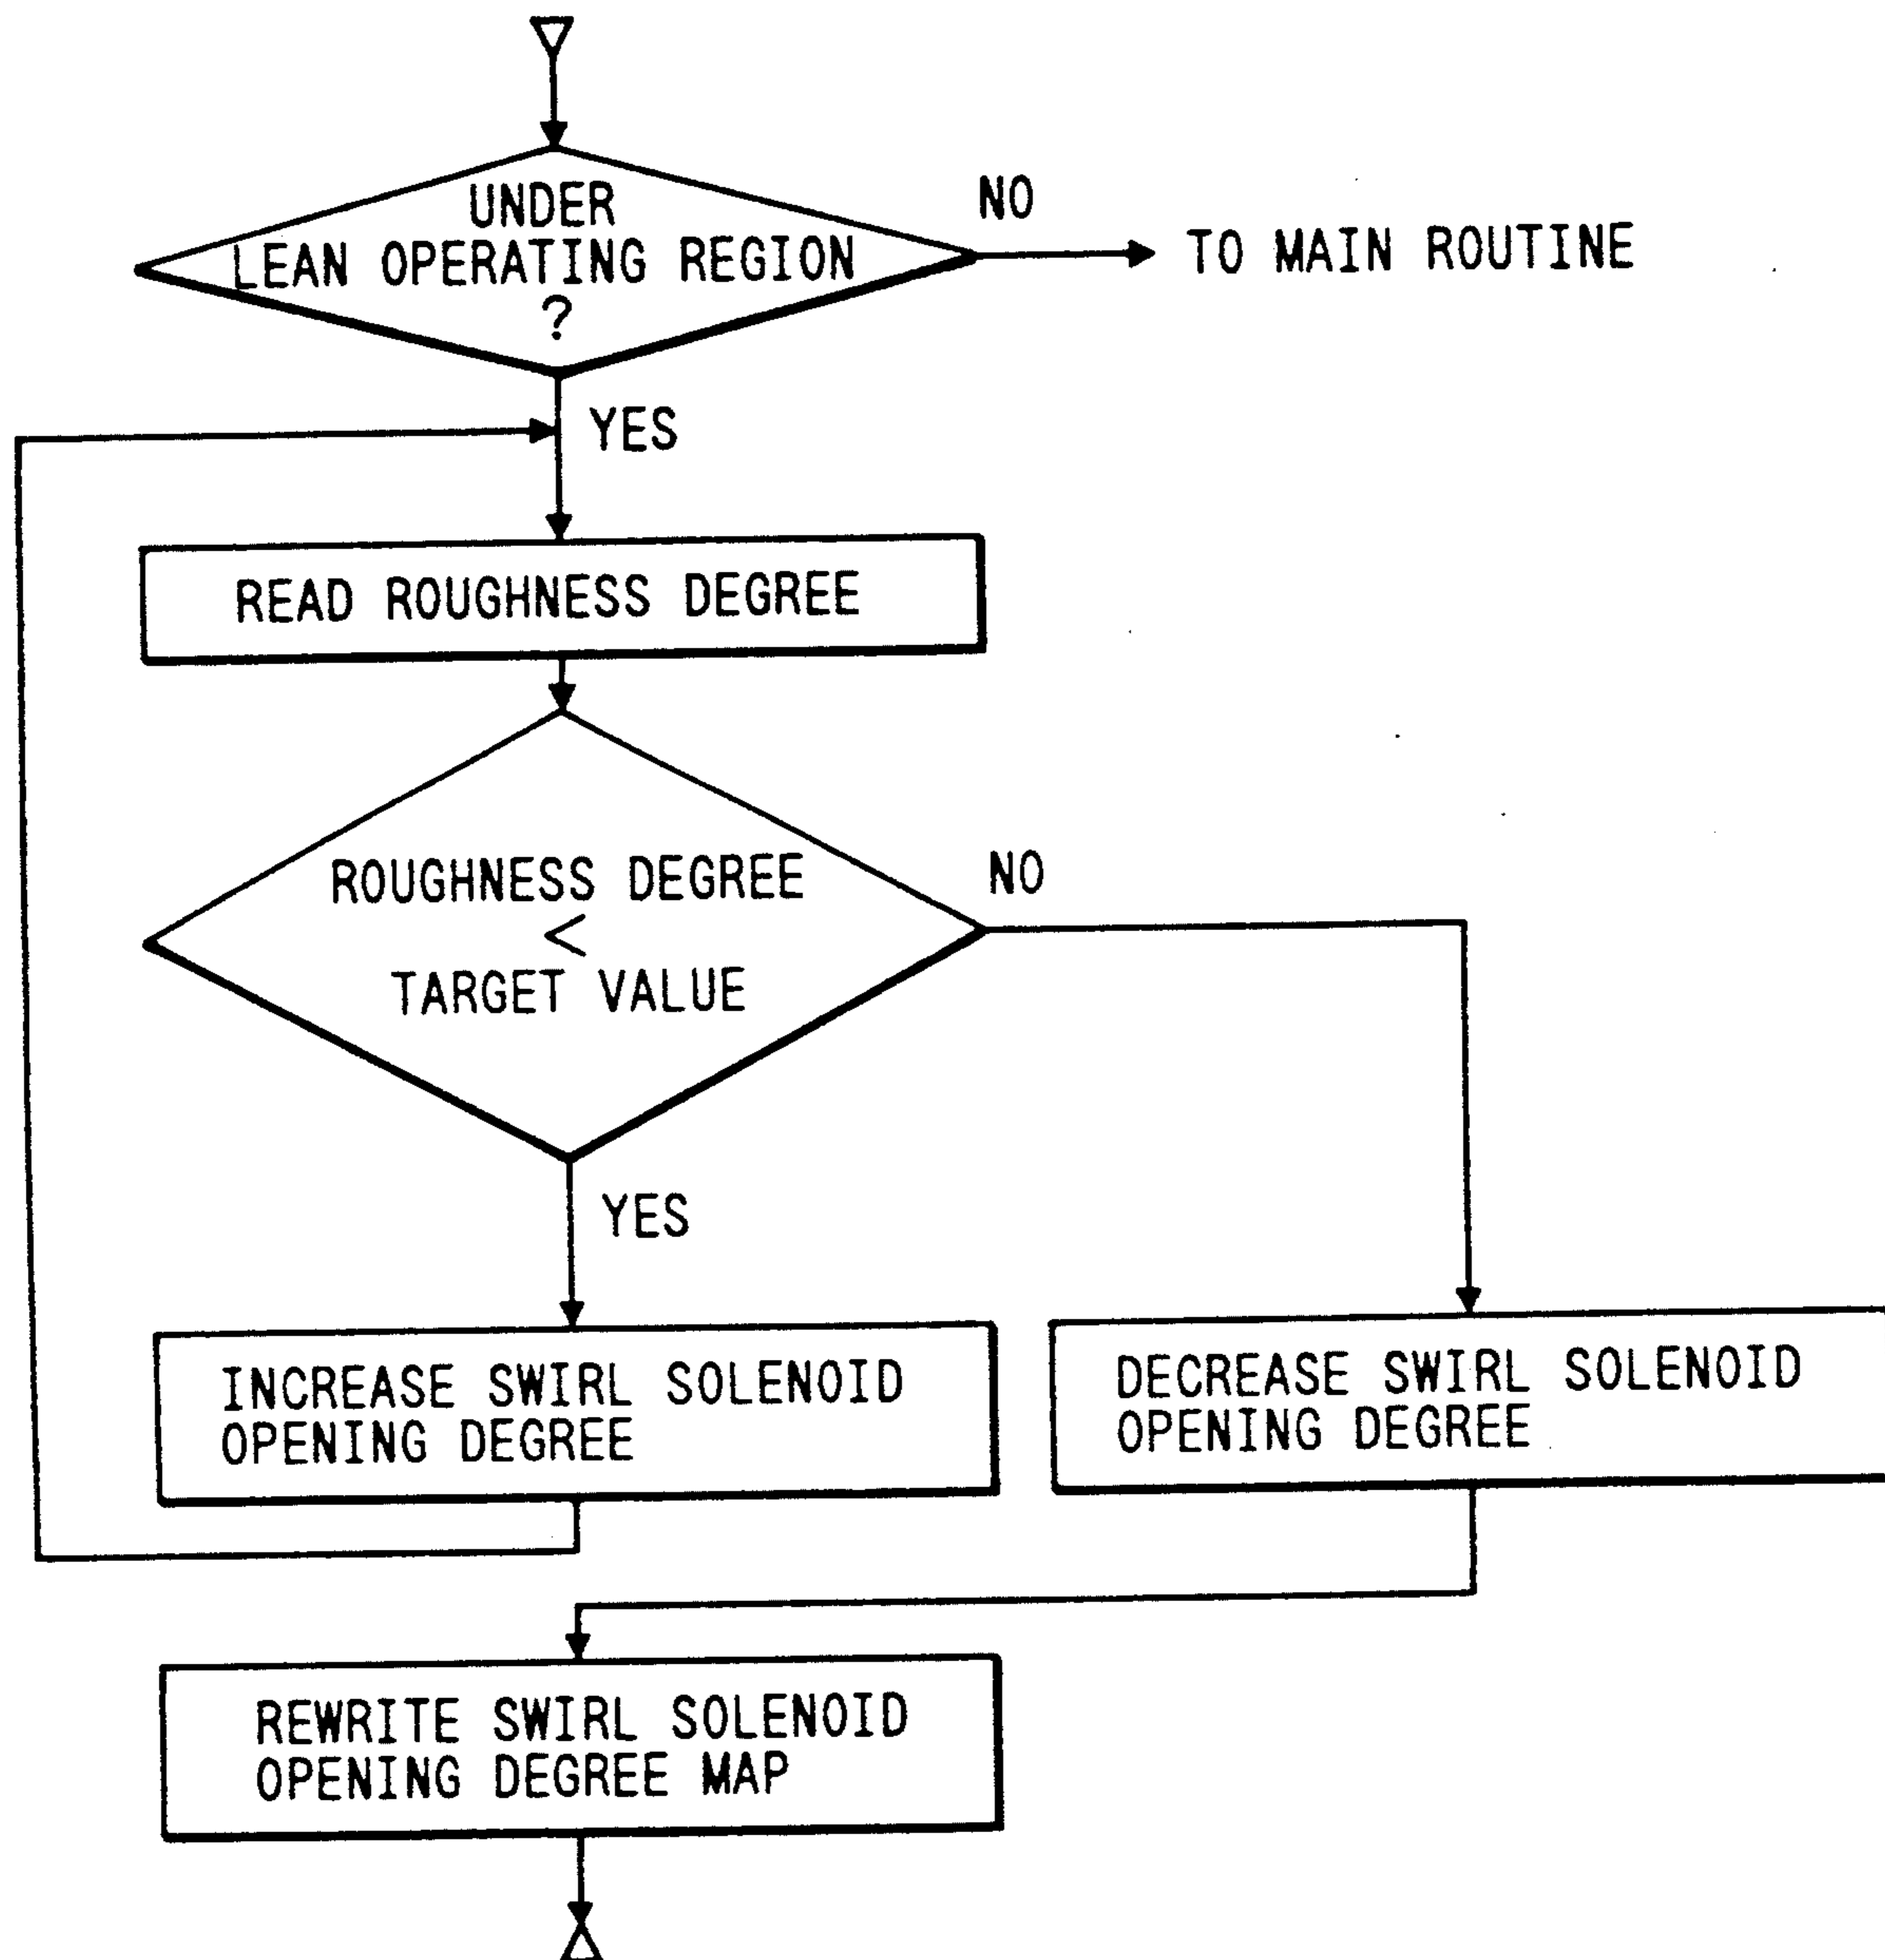 UNDER
LEAN OPERATING REGION
?
NO
TO MAIN ROUTINE
YES
READ ROUGHNESS DEGREE
ROUGHNESS DEGREE
<
TARGET VALUE
NO
YES
INCREASE SWIRL SOLENOID
OPENING DEGREE
DECREASE SWIRL SOLENOID
OPENING DEGREE
REWRITE SWIRL SOLENOID
OPENING DEGREE MAP